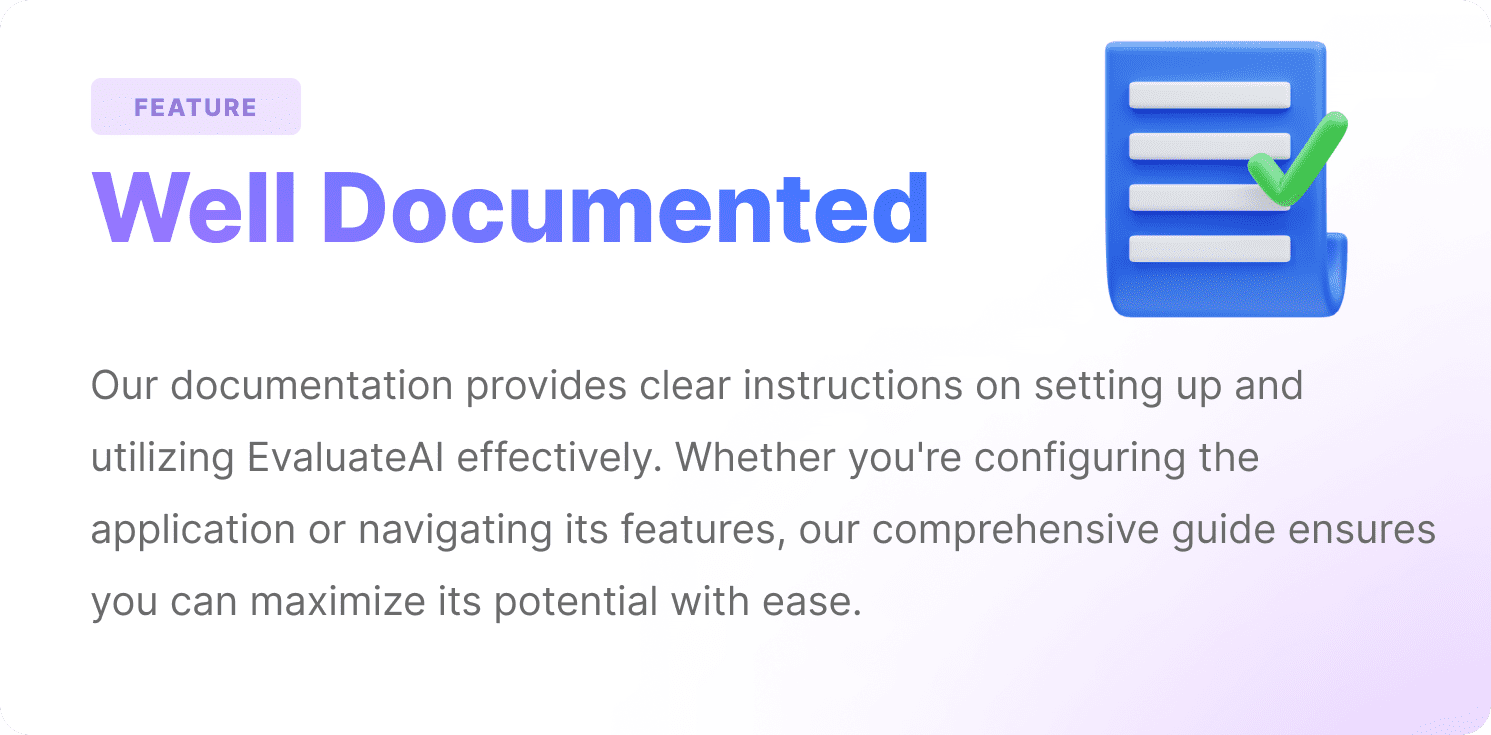 FEATURE
Well Documented
Our documentation provides clear instructions on setting up and
utilizing EvaluateAI effectively. Whether you're configuring the
application or navigating its features, our comprehensive guide ensures
you can maximize its potential with ease.